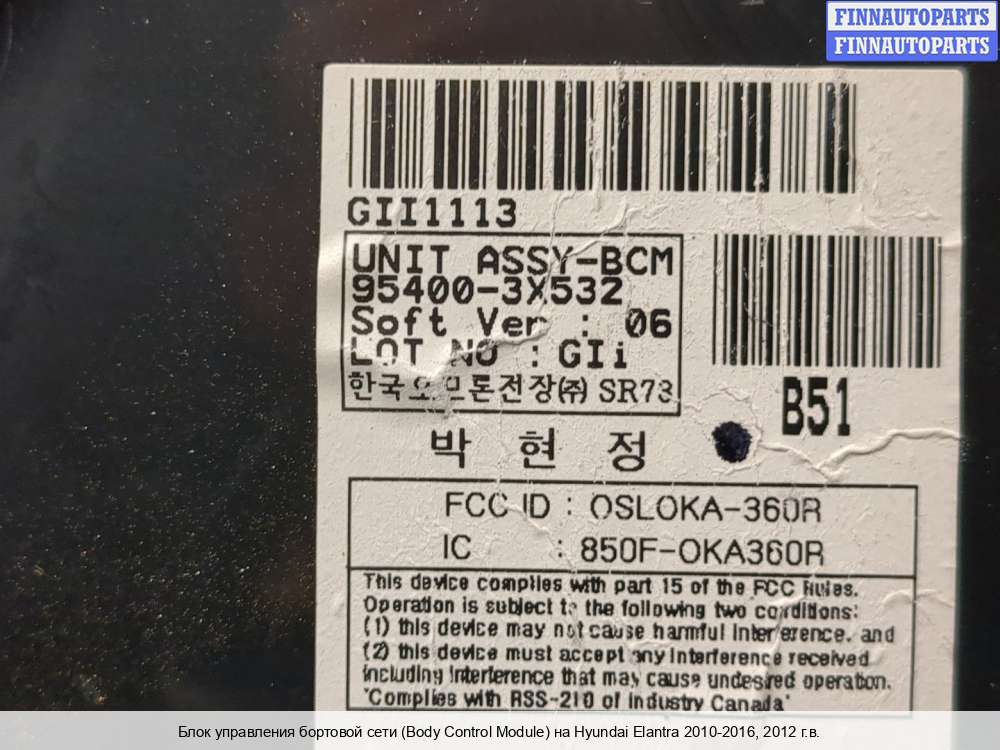 FINNAUTOPARTS
FINNAUTOPARTS
GII1113
UNIT ASSY-BCM
95400-3X532
Soft Ver : 06
LOT NO : GIi
한국오므론전장(주) SR73
B51
박 현 정
FCC ID : OSLOKA-360R
IC : 850F-OKA360R
This device complies with part 15 of the FCC Rules.
Operation is subject to the following two conditions:
(1) this device may not cause harmful interference, and
(2) this device must accept any interference received
including interference that may cause undesired operation.
"Complies with RSS-210 of Industry Canada"
Блок управления бортовой сети (Body Control Module) на Hyundai Elantra 2010-2016, 2012 г.в.